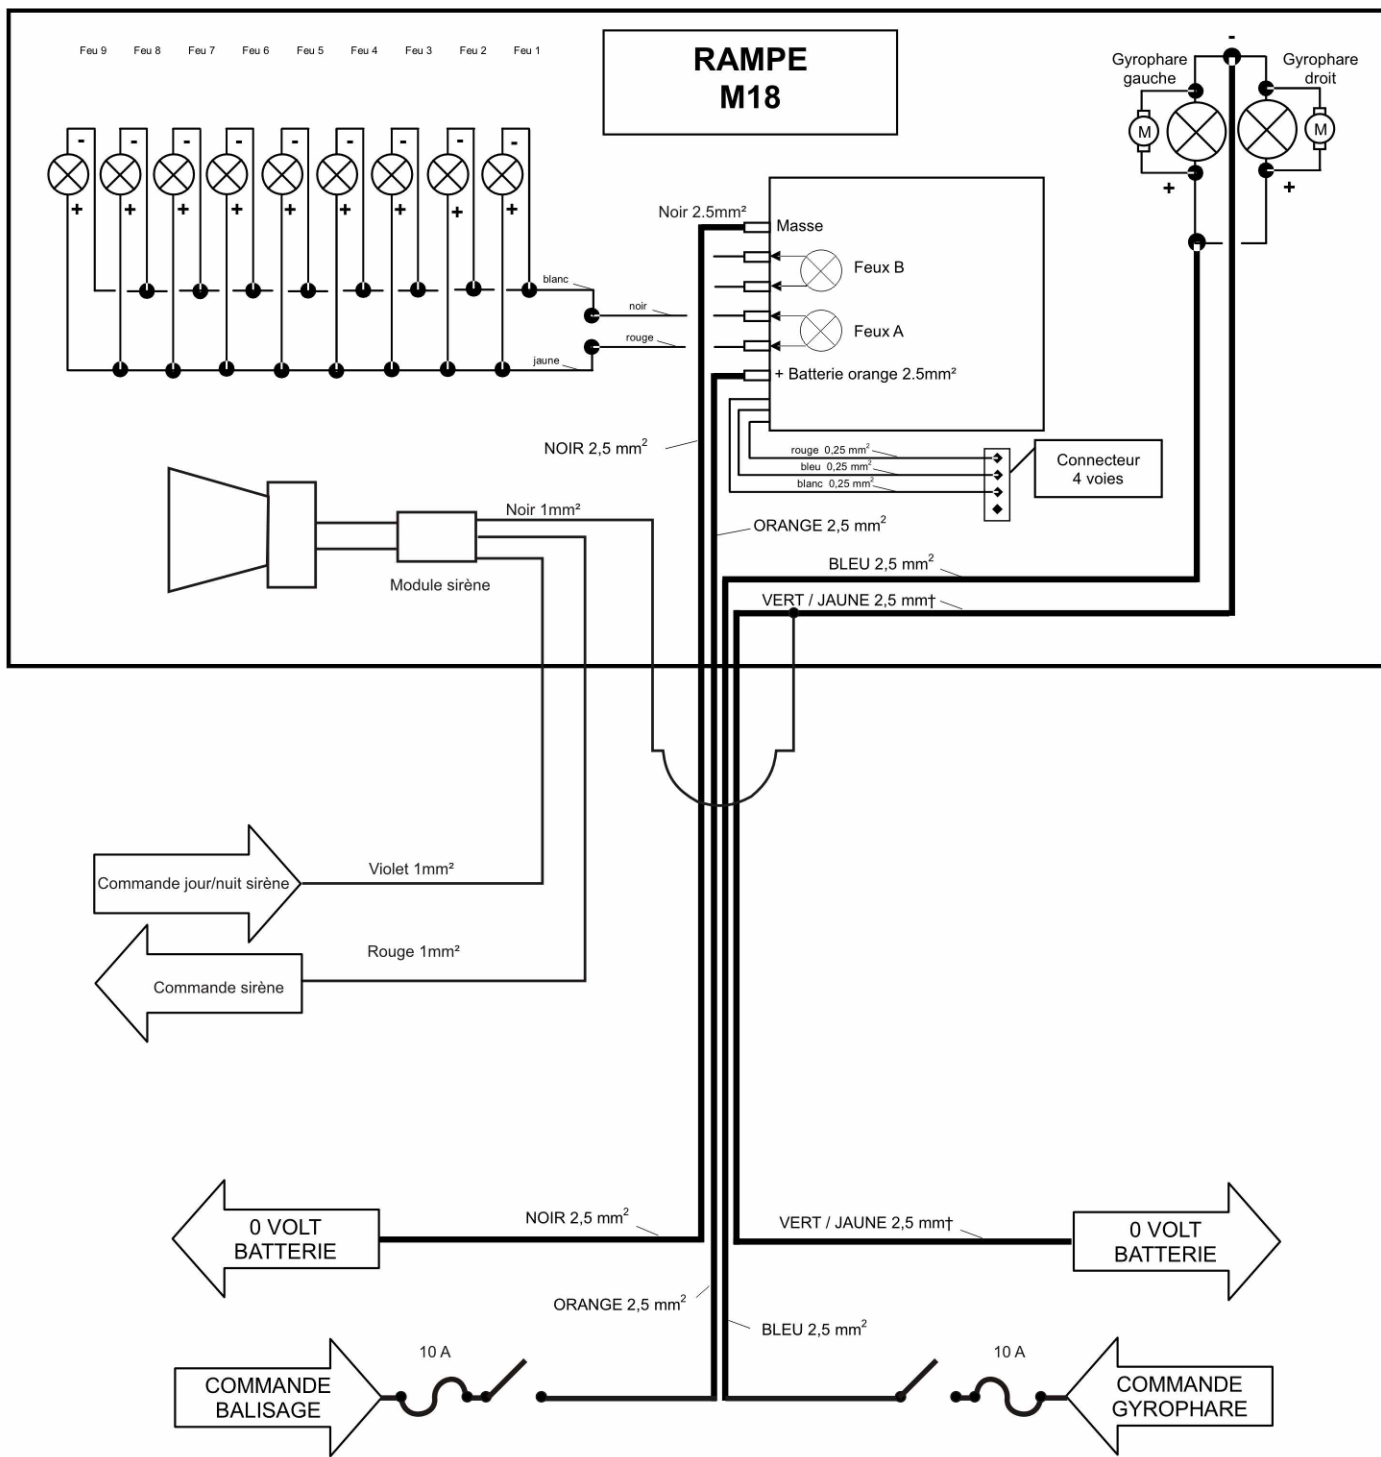 Feu 9 Feu 8 Feu 7 Feu 6 Feu 5 Feu 4 Feu 3 Feu 2 Feu 1
RAMPE
M18
-
Gyrophare
gauche
Gyrophare
droit
M
M
+
+
- - - - - - - - -
+ + + + + + + + +
Noir 2.5mm²
Masse
Feux B
Feux A
+ Batterie orange 2.5mm²
blanc
noir
rouge
jaune
NOIR 2,5 mm²
rouge 0,25 mm²
bleu 0,25 mm²
blanc 0,25 mm²
Connecteur
4 voies
Noir 1mm²
Module sirène
ORANGE 2,5 mm²
BLEU 2,5 mm²
VERT / JAUNE 2,5 mm†
Commande jour/nuit sirène
Violet 1mm²
Rouge 1mm²
Commande sirène
0 VOLT
BATTERIE
NOIR 2,5 mm²
VERT / JAUNE 2,5 mm†
0 VOLT
BATTERIE
ORANGE 2,5 mm²
BLEU 2,5 mm²
COMMANDE
BALISAGE
10 A
10 A
COMMANDE
GYROPHARE